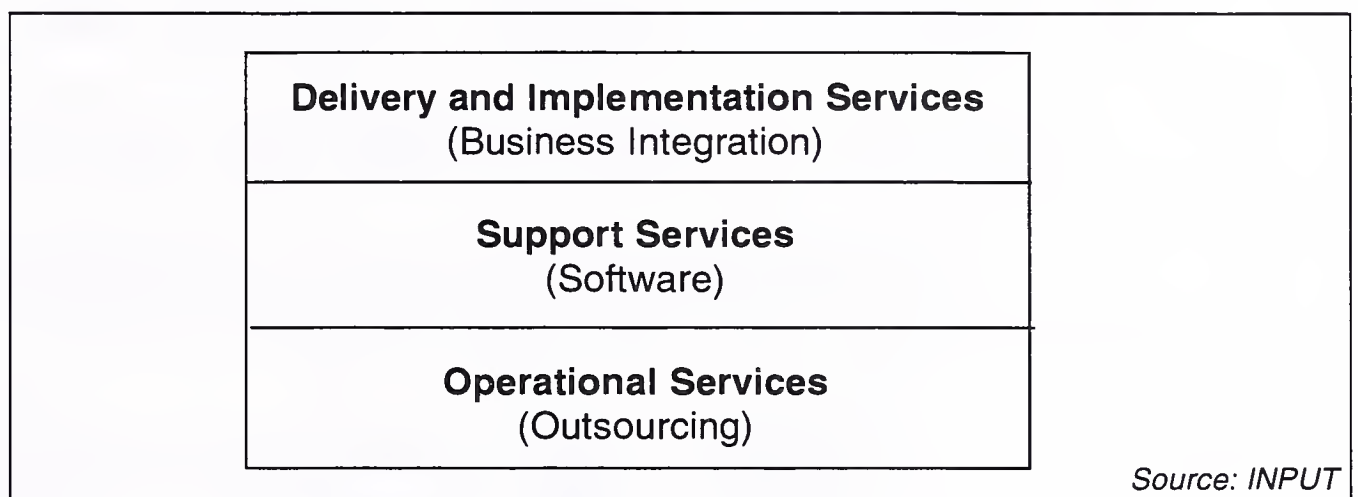 Delivery and Implementation Services
(Business Integration)
Support Services
(Software)
Operational Services
(Outsourcing)
Source: INPUT